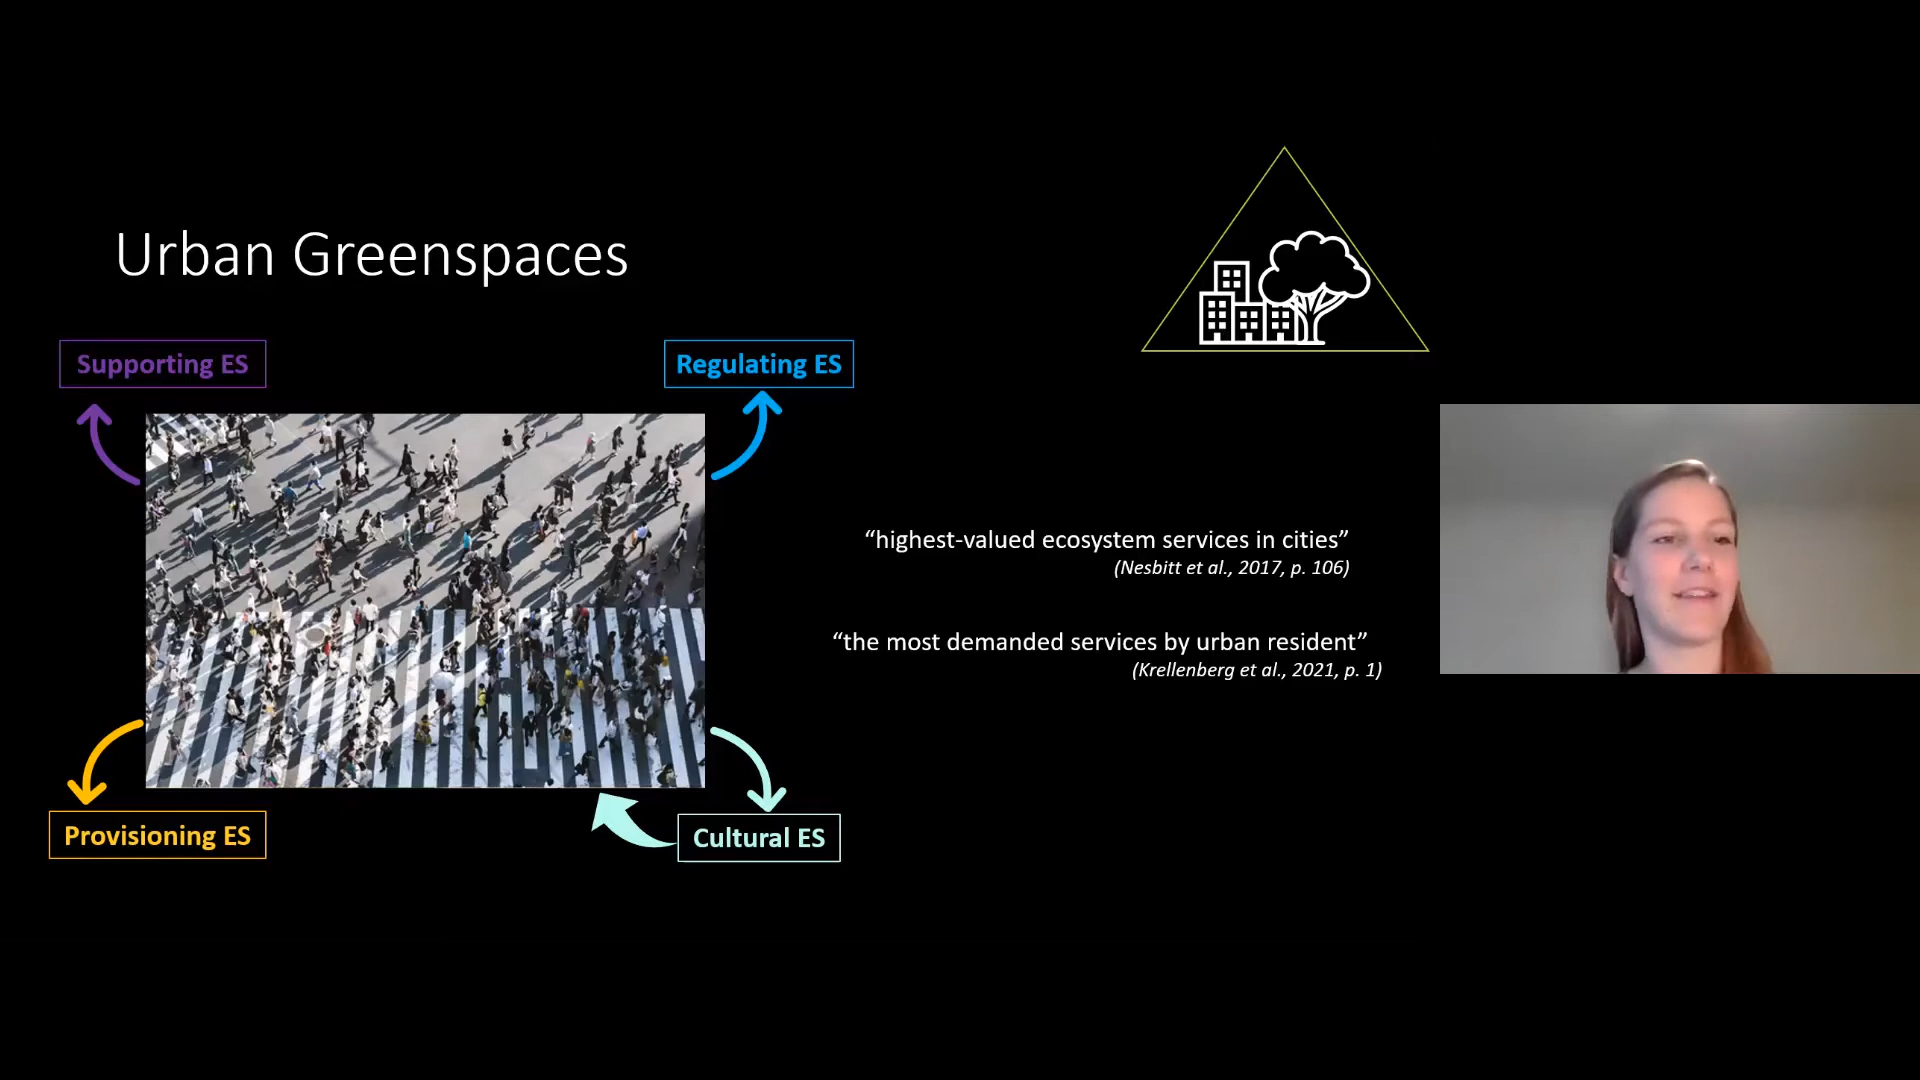 Urban Greenspaces
Supporting ES
Regulating ES
“highest-valued ecosystem services in cities”
(Nesbitt et al., 2017, p. 106)
“the most demanded services by urban resident”
(Krellenberg et al., 2021, p. 1)
Provisioning ES
Cultural ES